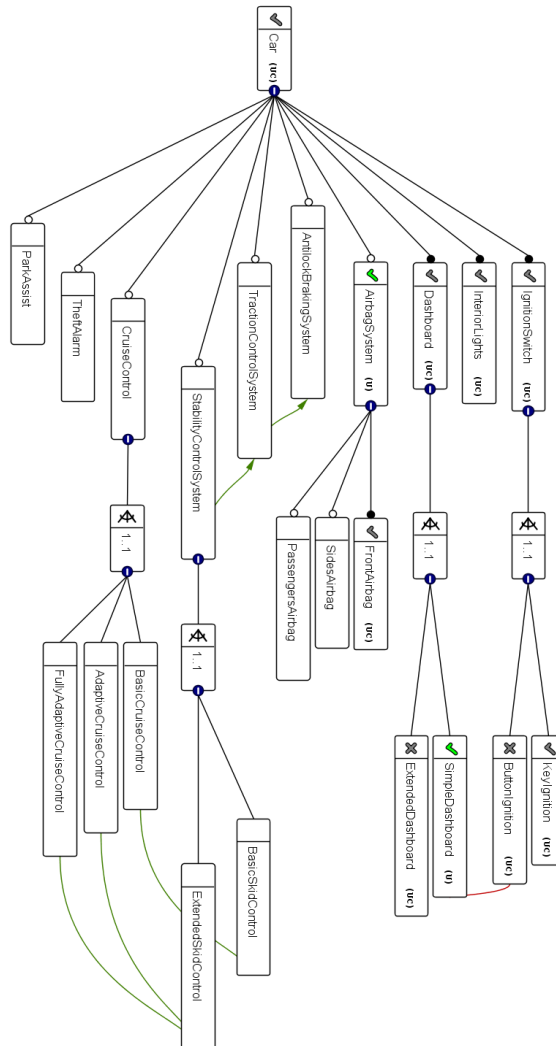 Car (UC)
ParkAssist
TheftAlarm
CruiseControl
StabilityControlSystem
TractionControlSystem
AntilockBrakingSystem
AirbagSystem (U)
Dashboard (UC)
InteriorLights (UC)
IgnitionSwitch (UC)
1..1
1..1
PassengersAirbag
SidesAirbag
FrontAirbag (UC)
1..1
1..1
FullyAdaptiveCruiseControl
AdaptiveCruiseControl
BasicCruiseControl
ExtendedSkidControl
BasicSkidControl
ExtendedDashboard (UC)
SimpleDashboard (U)
ButtonIgnition (UC)
KeyIgnition (UC)